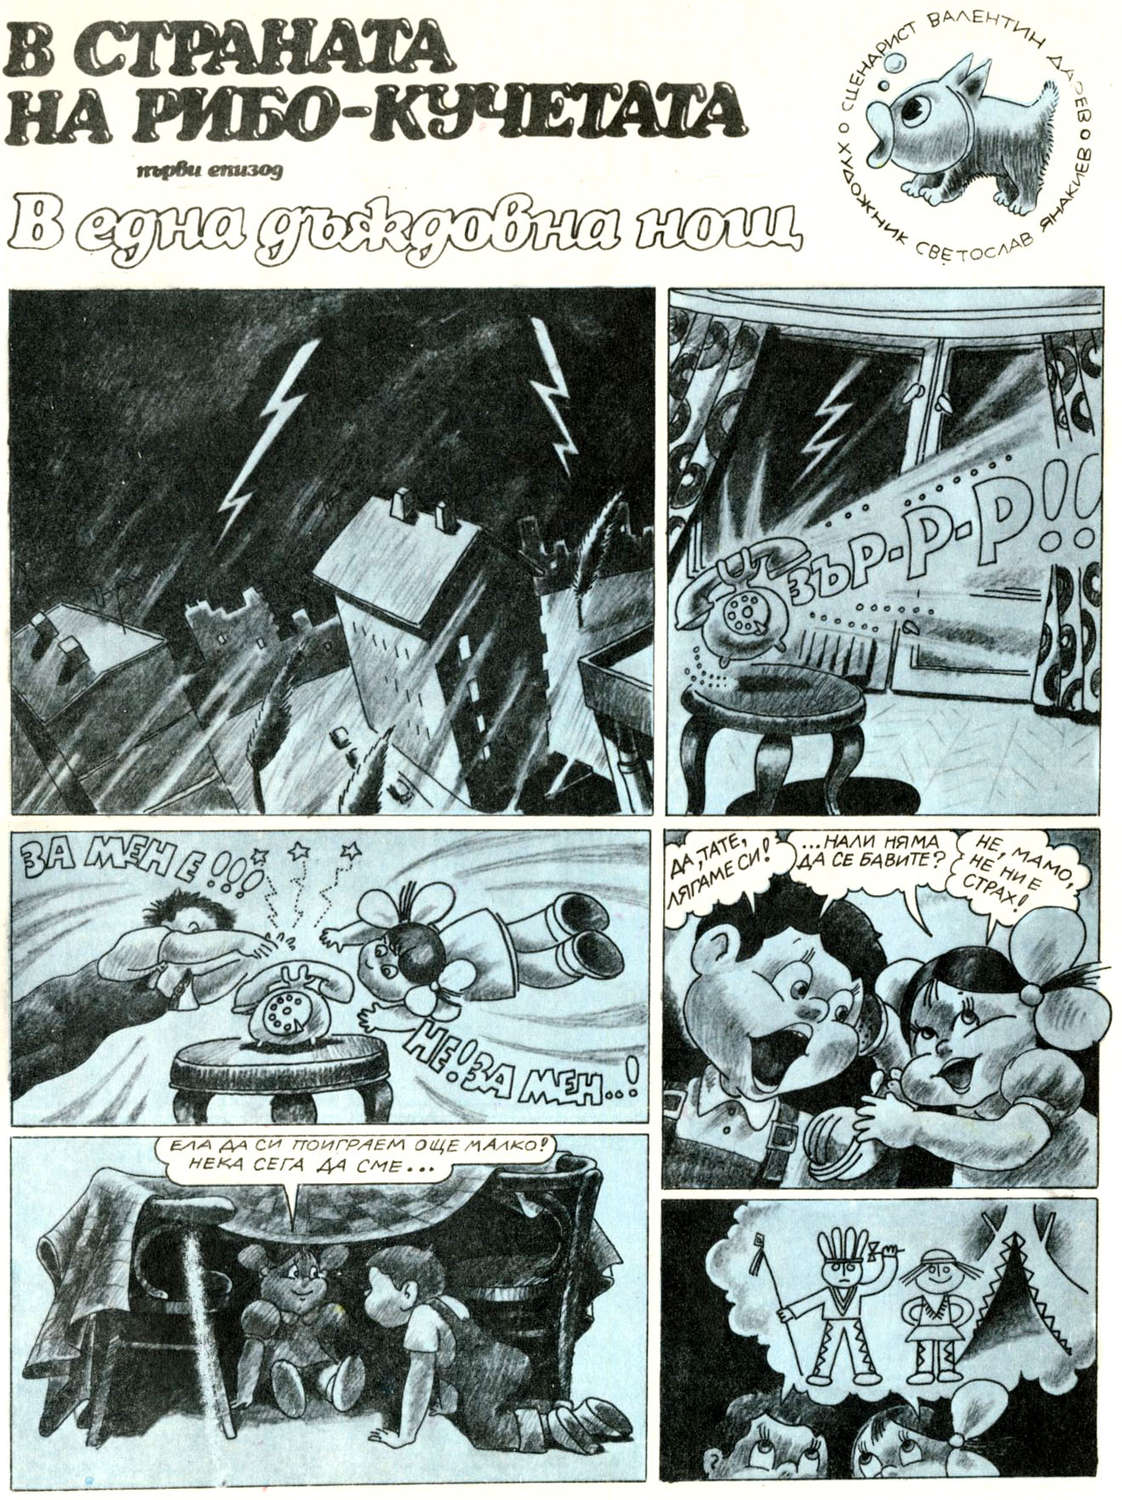 В СТРАНАТА
НА РИБО-КУЧЕТАТА
първи епизод
В една дъждовна нощ
СЦЕНАРИСТ ВАЛЕНТИН ДАРЕВ о ХУДОЖНИК СВЕТОСЛАВ ЯНАКИЕВ о
ЗЪР-Р-Р!!
ЗА МЕН Е!!!
НЕ! ЗА МЕН...!
ДА, ТАТЕ,
ЛЯГАМЕ СИ!
...НАЛИ НЯМА
ДА СЕ БАВИТЕ?
НЕ, МАМО,
НЕ НИ Е
СТРАХ!
ЕЛА ДА СИ ПОИГРАЕМ ОЩЕ МАЛКО!
НЕКА СЕГА ДА СМЕ...